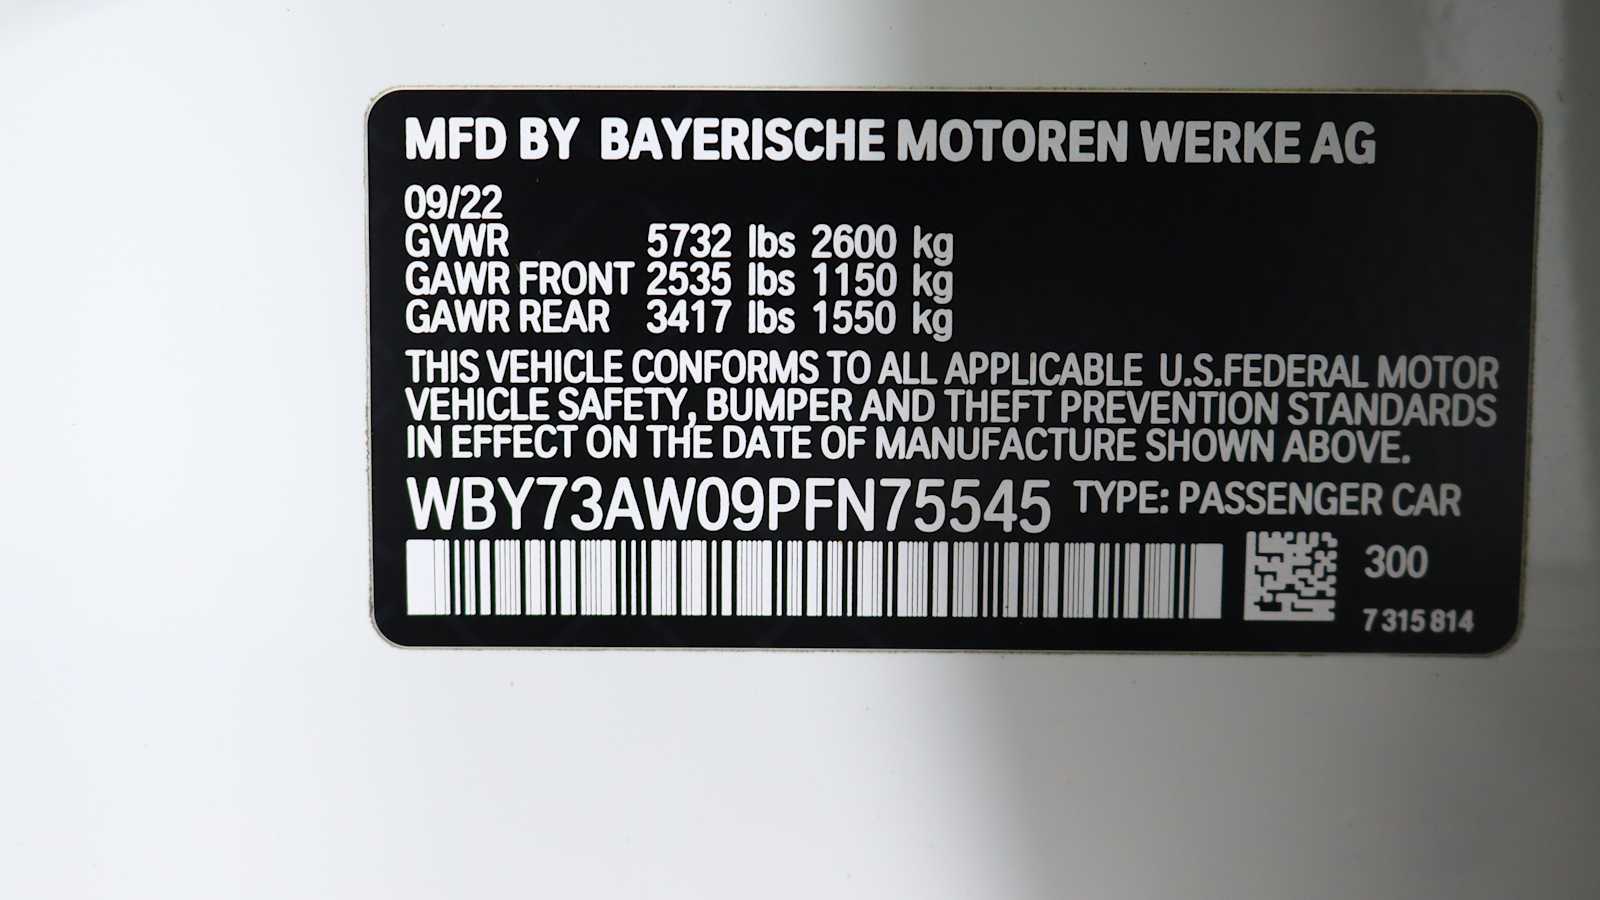 MFD BY BAYERISCHE MOTOREN WERKE AG
09/22
GVWR 5732 lbs 2600 kg
GAWR FRONT 2535 lbs 1150 kg
GAWR REAR 3417 lbs 1550 kg
THIS VEHICLE CONFORMS TO ALL APPLICABLE U.S.FEDERAL MOTOR
VEHICLE SAFETY, BUMPER AND THEFT PREVENTION STANDARDS
IN EFFECT ON THE DATE OF MANUFACTURE SHOWN ABOVE.
WBY73AW09PFN75545 TYPE: PASSENGER CAR
300
7 315 814